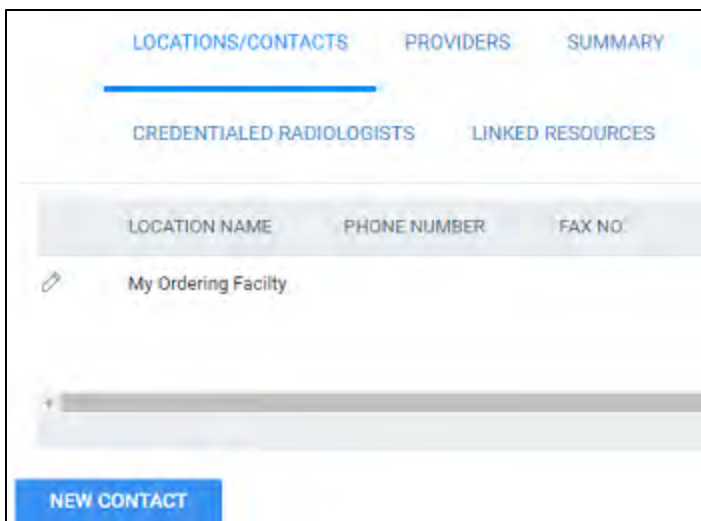 LOCATIONS/CONTACTS PROVIDERS SUMMARY
CREDENTIALED RADIOLOGISTS LINKED RESOURCES
LOCATION NAME PHONE NUMBER FAX NO.
My Ordering Facilty
NEW CONTACT